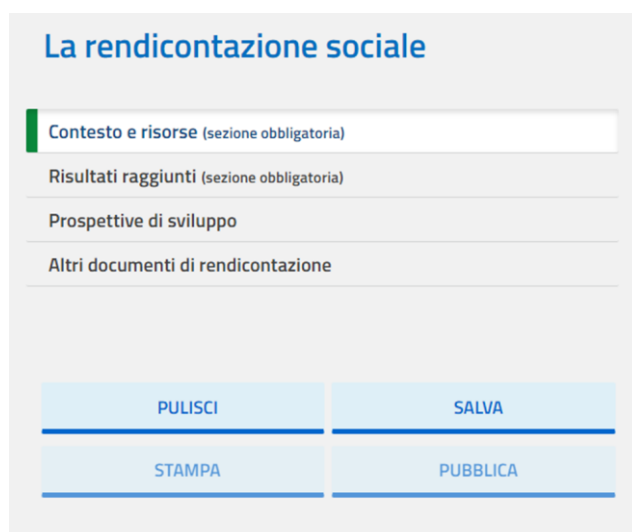 La rendicontazione sociale
Contesto e risorse (sezione obbligatoria)
Risultati raggiunti (sezione obbligatoria)
Prospettive di sviluppo
Altri documenti di rendicontazione
PULISCI SALVA
STAMPA PUBBLICA